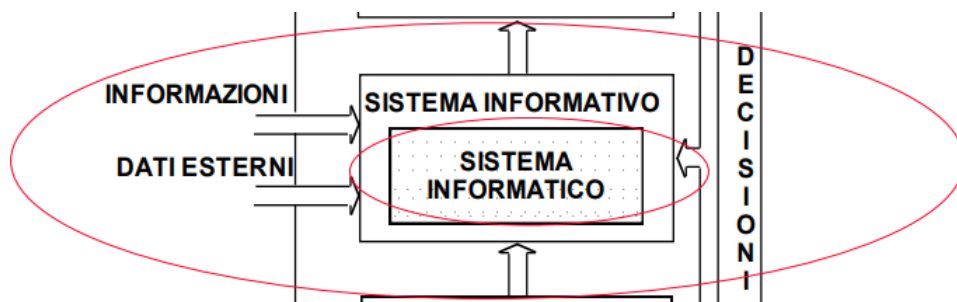 INFORMAZIONI
DATI ESTERNI
SISTEMA INFORMATIVO
SISTEMA
INFORMATICO
DECISIONI